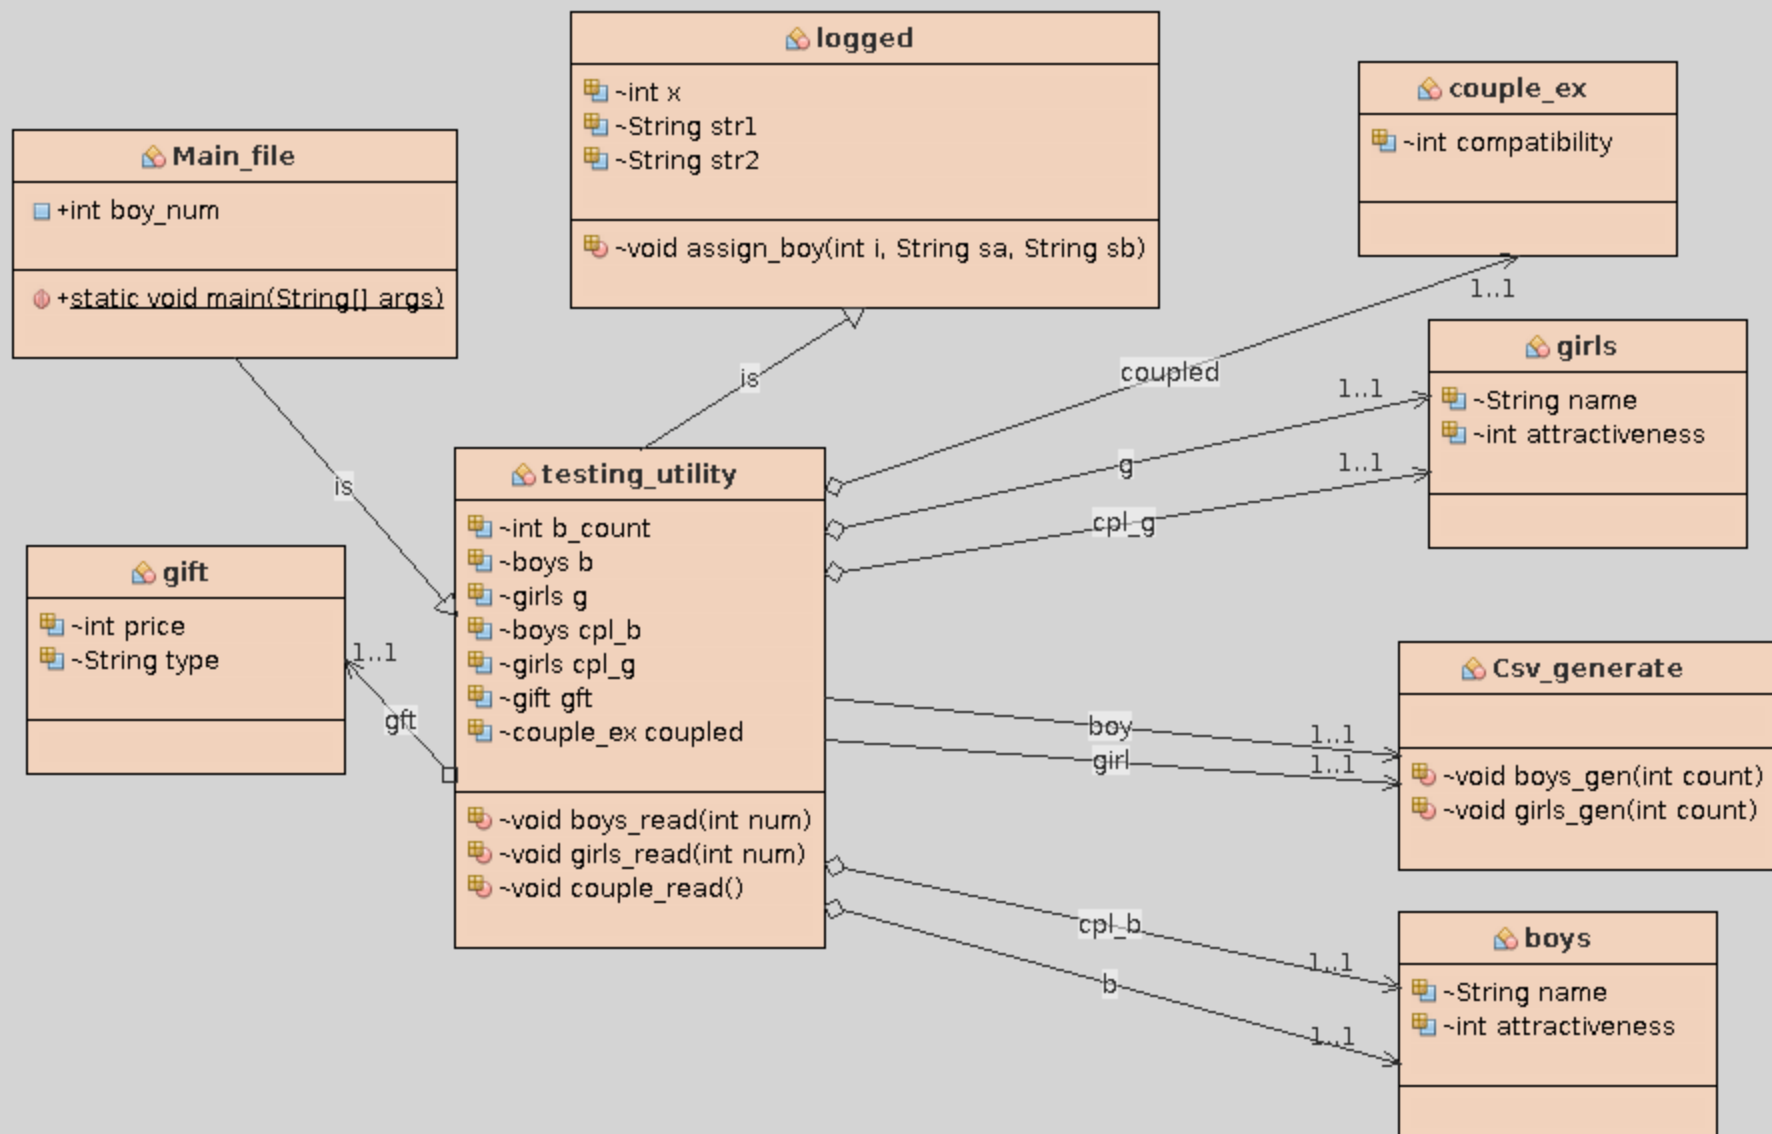 logged
~int x
~String str1
~String str2
~void assign_boy(int i, String sa, String sb)
couple_ex
~int compatibility
Main_file
+int boy_num
+static void main(String[] args)
1..1
girls
~String name
~int attractiveness
is
coupled
1..1
g
1..1
cpl_g
is
testing_utility
~int b_count
~boys b
~girls g
~boys cpl_b
~girls cpl_g
~gift gft
~couple_ex coupled
~void boys_read(int num)
~void girls_read(int num)
~void couple_read()
gift
~int price
~String type
1..1
gft
Csv_generate
~void boys_gen(int count)
~void girls_gen(int count)
boy
1..1
girl
1..1
cpl_b
1..1
b
1..1
boys
~String name
~int attractiveness